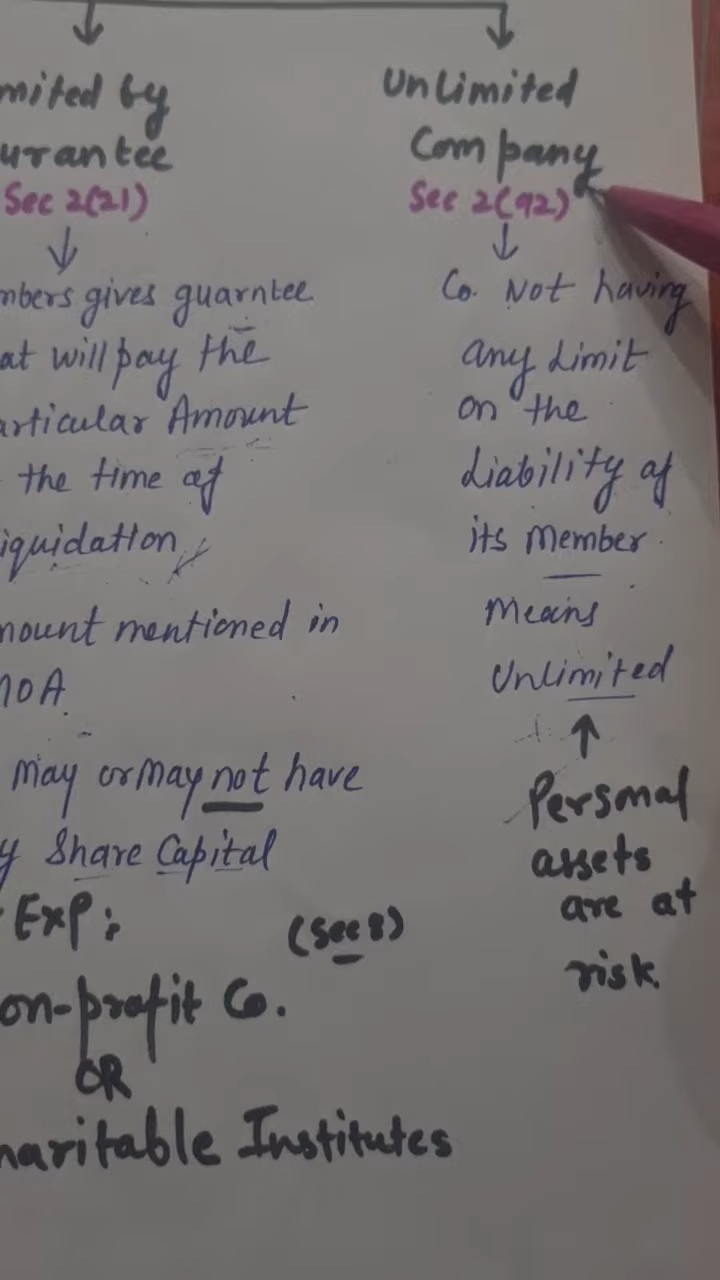 mited by
urantee
Sec 2(21)
mbers gives guarntee
at will pay the
articular Amount
the time of
iquidation
mount mentioned in
MOA
May or may not have
y Share Capital
Exp:
(Sec 8)
on-profit Co.
OR
haritable Institutes
Unlimited
Company
Sec 2(92)
Co. Not having
any Limit
on the
Liability of
its Member
Means
Unlimited
Personal
assets
are at
risk.